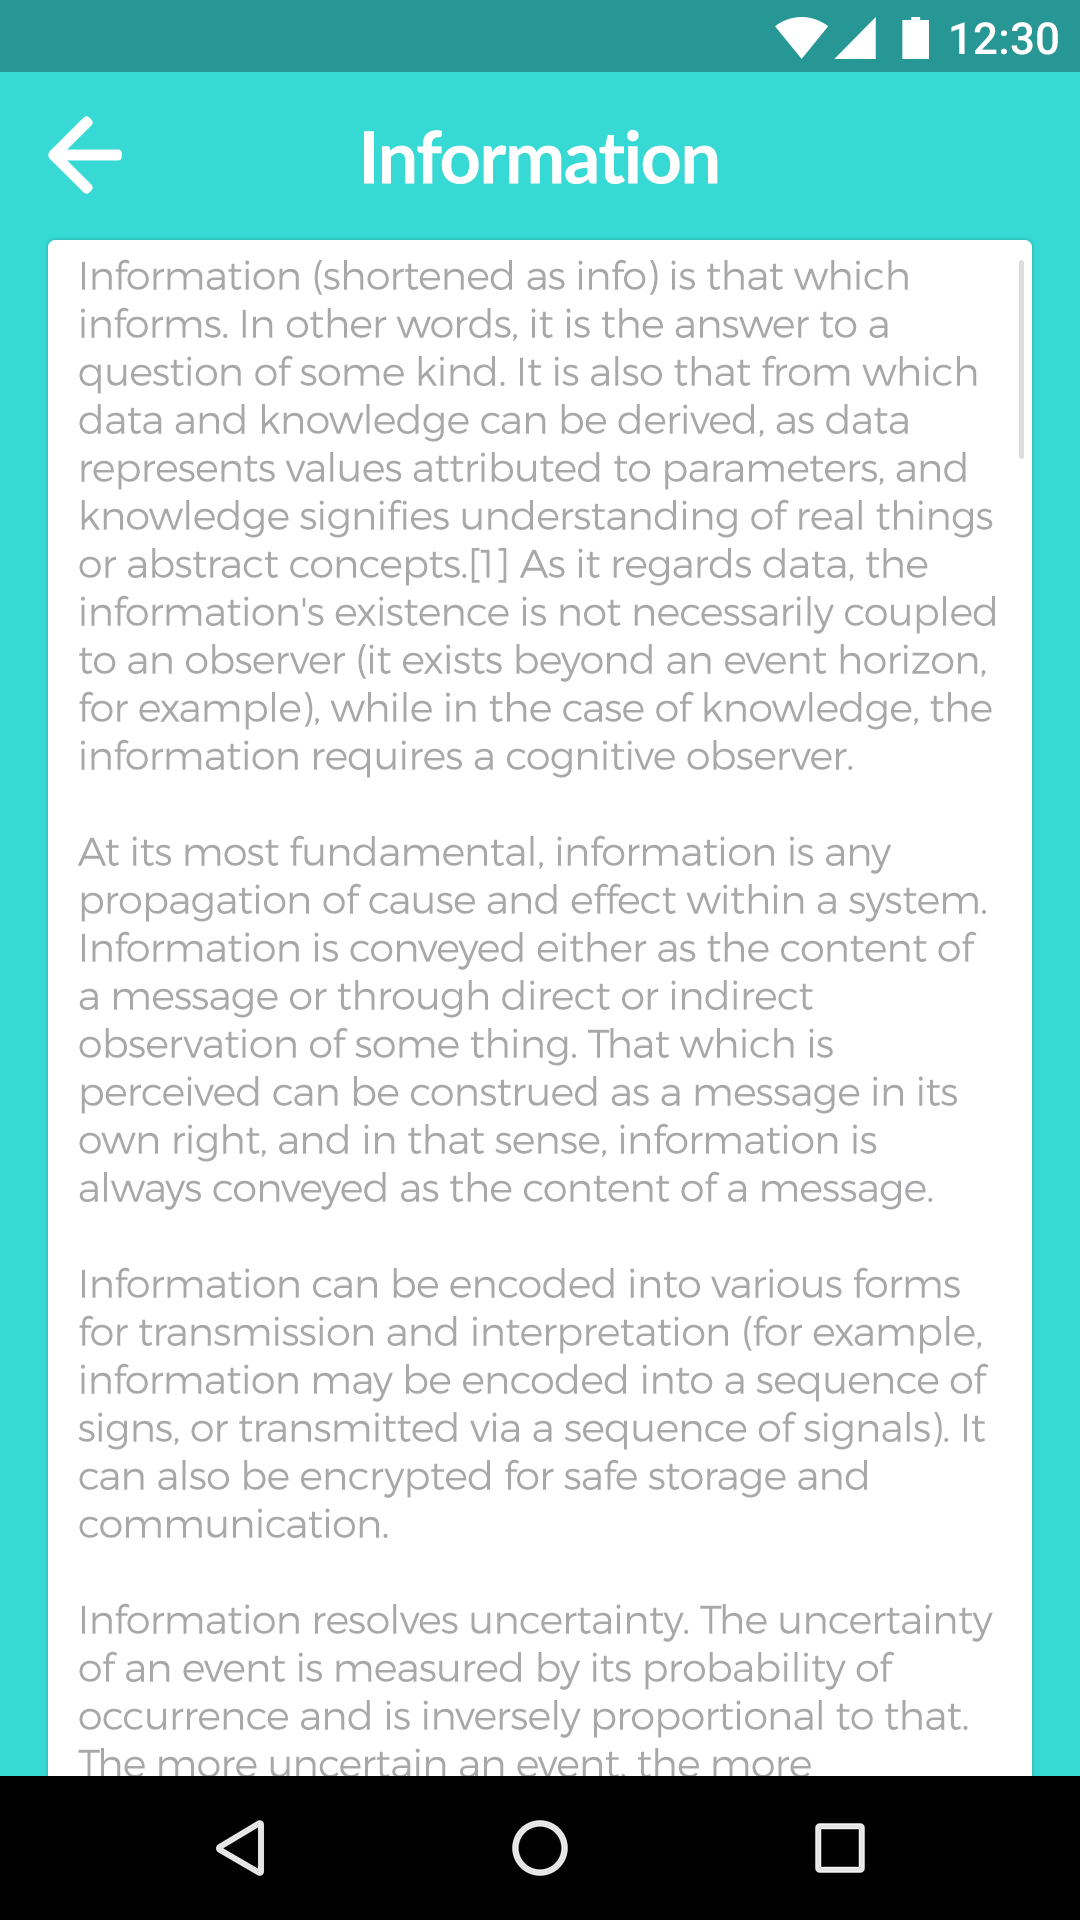 12:30
Information
Information (shortened as info) is that which
informs. In other words, it is the answer to a
question of some kind. It is also that from which
data and knowledge can be derived, as data
represents values attributed to parameters, and
knowledge signifies understanding of real things
or abstract concepts.[1] As it regards data, the
information's existence is not necessarily coupled
to an observer (it exists beyond an event horizon,
for example), while in the case of knowledge, the
information requires a cognitive observer.
At its most fundamental, information is any
propagation of cause and effect within a system.
Information is conveyed either as the content of
a message or through direct or indirect
observation of some thing. That which is
perceived can be construed as a message in its
own right, and in that sense, information is
always conveyed as the content of a message.
Information can be encoded into various forms
for transmission and interpretation (for example,
information may be encoded into a sequence of
signs, or transmitted via a sequence of signals). It
can also be encrypted for safe storage and
communication.
Information resolves uncertainty. The uncertainty
of an event is measured by its probability of
occurrence and is inversely proportional to that.
The more uncertain an event, the more